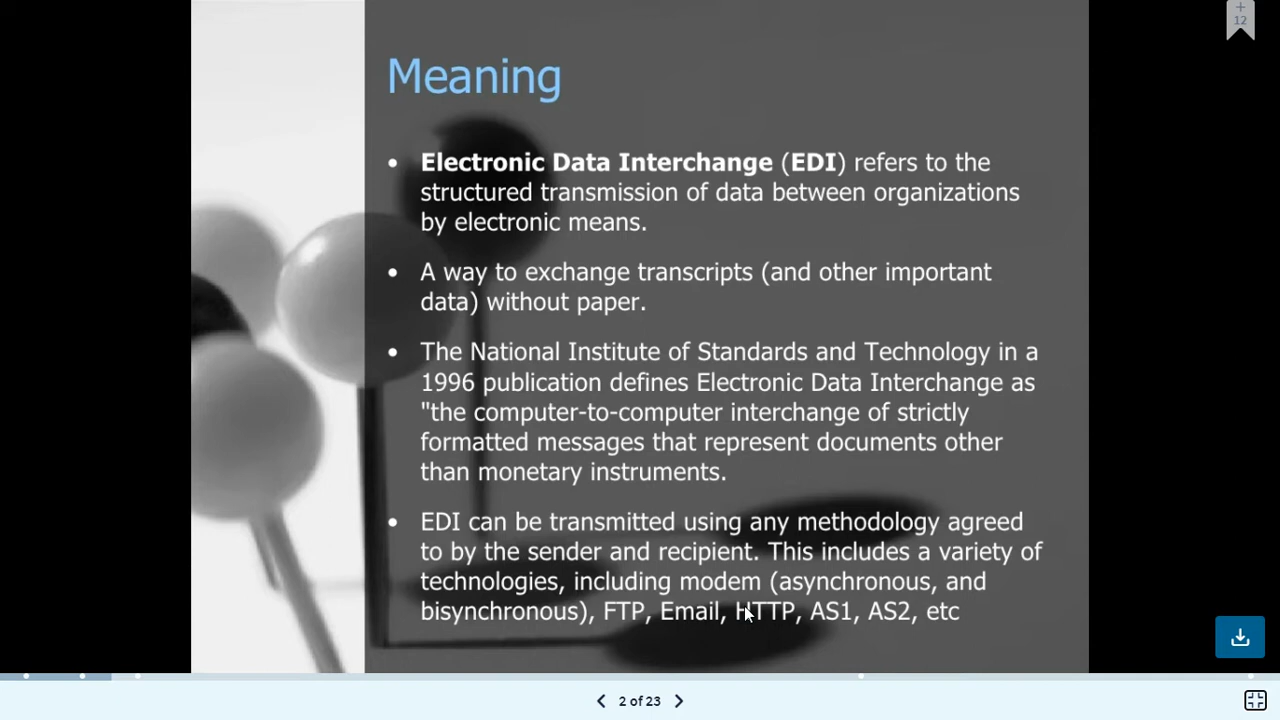 +
12
Meaning
• Electronic Data Interchange (EDI) refers to the
structured transmission of data between organizations
by electronic means.
• A way to exchange transcripts (and other important
data) without paper.
• The National Institute of Standards and Technology in a
1996 publication defines Electronic Data Interchange as
"the computer-to-computer interchange of strictly
formatted messages that represent documents other
than monetary instruments.
• EDI can be transmitted using any methodology agreed
to by the sender and recipient. This includes a variety of
technologies, including modem (asynchronous, and
bisynchronous), FTP, Email, HTTP, AS1, AS2, etc
2 of 23